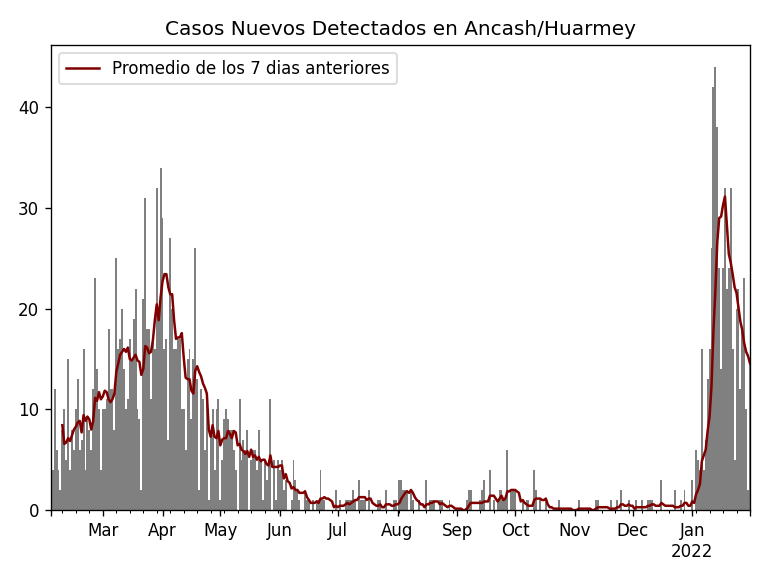 Casos Nuevos Detectados en Ancash/Huarmey
Promedio de los 7 dias anteriores
40
30
20
10
0
Mar Apr May Jun Jul Aug Sep Oct Nov Dec Jan
2022